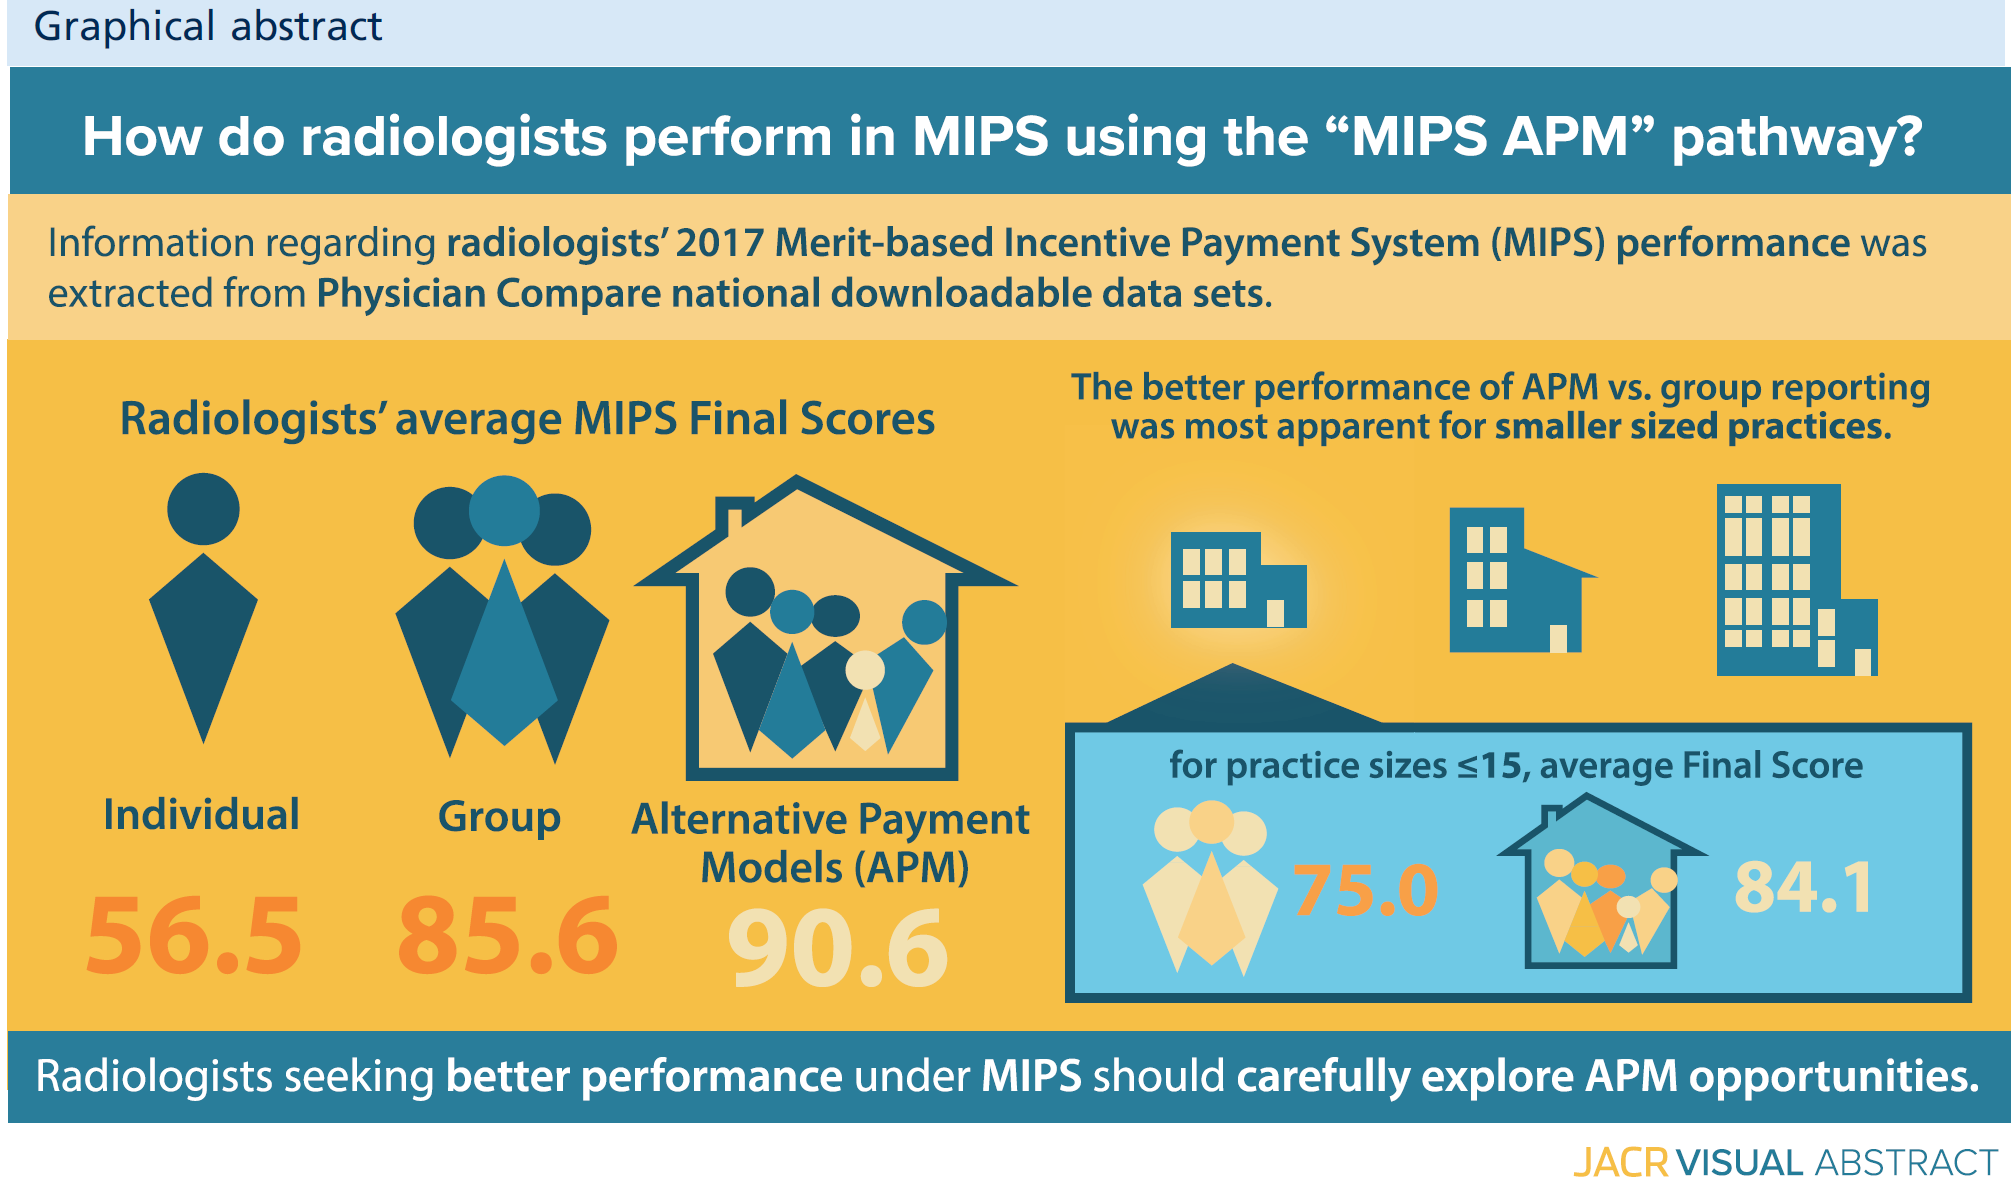 Graphical abstract
How do radiologists perform in MIPS using the “MIPS APM” pathway?
Information regarding radiologists’ 2017 Merit-based Incentive Payment System (MIPS) performance was
extracted from Physician Compare national downloadable data sets.
Radiologists’ average MIPS Final Scores
Individual
56.5
Group
85.6
Alternative Payment
Models (APM)
90.6
The better performance of APM vs. group reporting
was most apparent for smaller sized practices.
for practice sizes ≤15, average Final Score
75.0
84.1
Radiologists seeking better performance under MIPS should carefully explore APM opportunities.
JACR VISUAL ABSTRACT